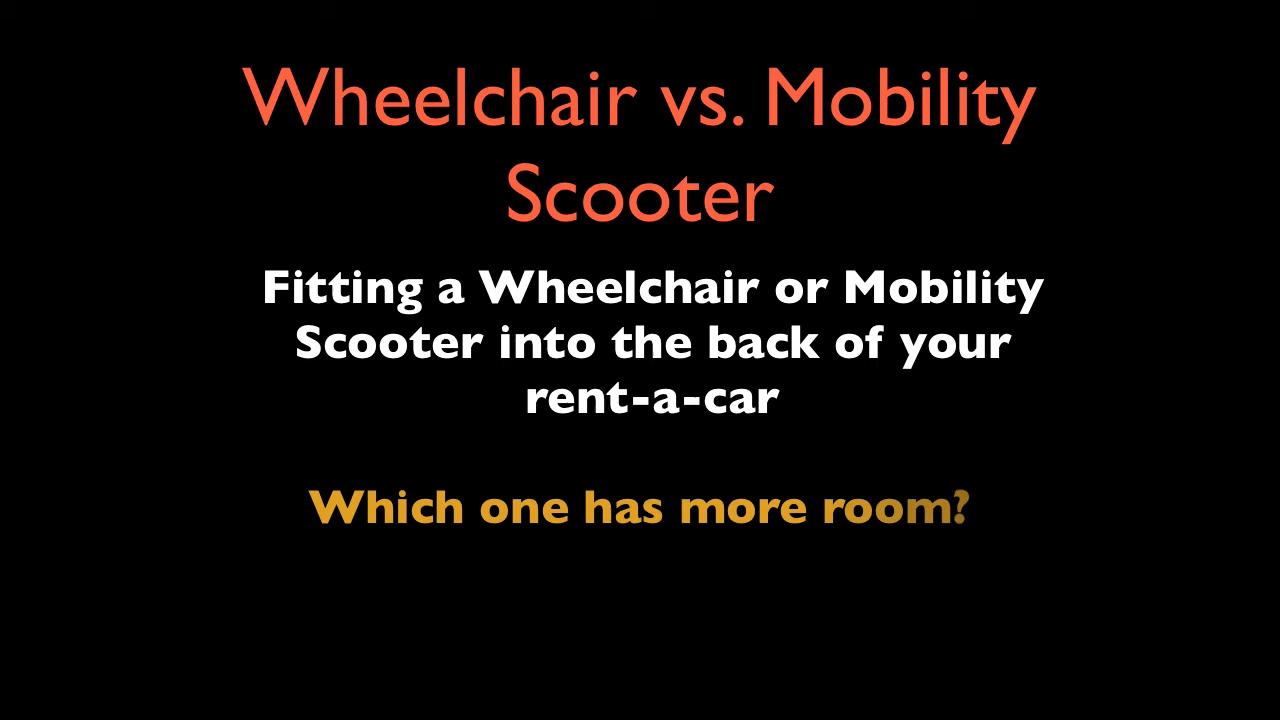 Wheelchair vs. Mobility
Scooter
Fitting a Wheelchair or Mobility
Scooter into the back of your
rent-a-car
Which one has more room?